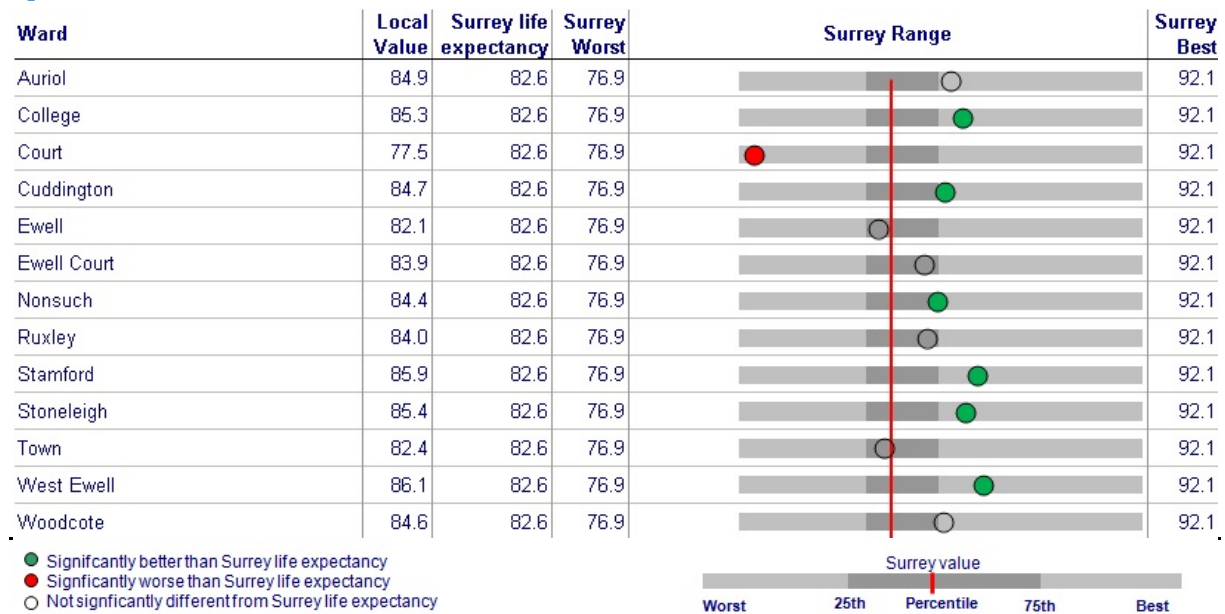 Ward Local Value Surrey life expectancy Surrey Worst Surrey Range Surrey Best
Auriol 84.9 82.6 76.9 92.1
College 85.3 82.6 76.9 92.1
Court 77.5 82.6 76.9 92.1
Cuddington 84.7 82.6 76.9 92.1
Ewell 82.1 82.6 76.9 92.1
Ewell Court 83.9 82.6 76.9 92.1
Nonsuch 84.4 82.6 76.9 92.1
Ruxley 84.0 82.6 76.9 92.1
Stamford 85.9 82.6 76.9 92.1
Stoneleigh 85.4 82.6 76.9 92.1
Town 82.4 82.6 76.9 92.1
West Ewell 86.1 82.6 76.9 92.1
Woodcote 84.6 82.6 76.9 92.1
Signifcantly better than Surrey life expectancy
Signficantly worse than Surrey life expectancy
Not signficantly different from Surrey life expectancy
Surrey value
Worst 25th Percentile 75th Best